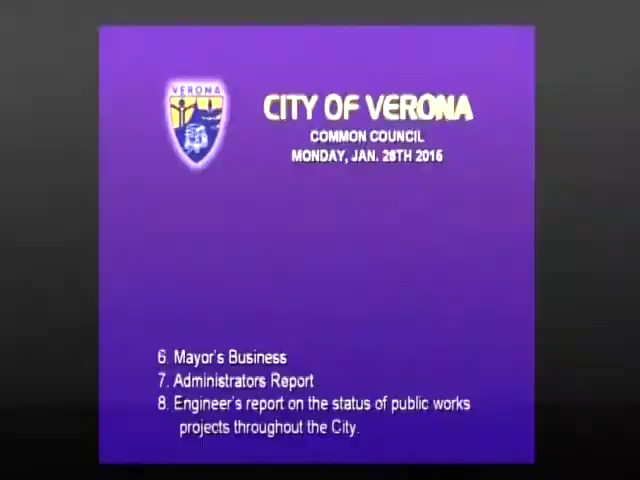 VERONA
CITY OF VERONA
COMMON COUNCIL
MONDAY, JAN. 26TH 2015
6. Mayor's Business
7. Administrators Report
8. Engineer's report on the status of public works
projects throughout the City.